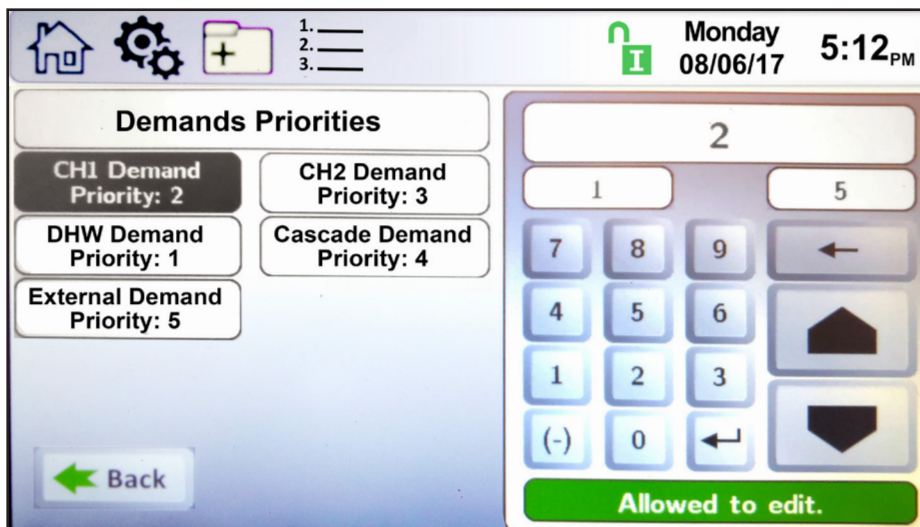 1.
2.
3.
I
Monday
08/06/17
5:12 PM
Demands Priorities
CH1 Demand
Priority: 2
CH2 Demand
Priority: 3
DHW Demand
Priority: 1
Cascade Demand
Priority: 4
External Demand
Priority: 5
Back
2
1 5
7 8 9
4 5 6
1 2 3
(-) 0
Allowed to edit.